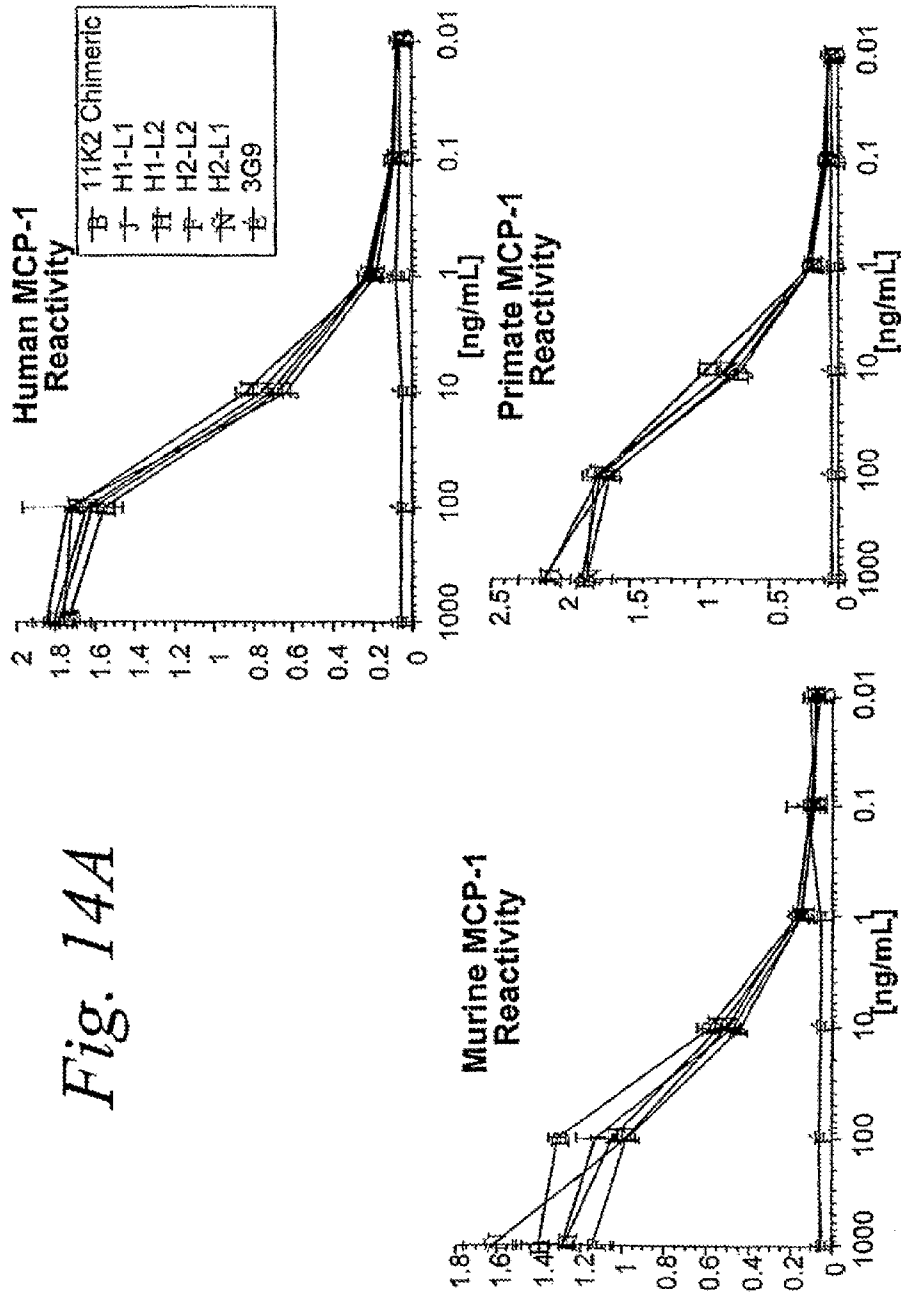 Fig. 14A
Human MCP-1
Reactivity
B 11K2 Chimeric
J H1-L1
H H1-L2
F H2-L2
Ñ H2-L1
É 3G9
2
1.8
1.6
1.4
1.2
1
0.8
0.6
0.4
0.2
0
1000
100
10
1
0.1
0.01
[ng/mL]
Murine MCP-1
Reactivity
1.8
1.6
1.4
1.2
1
0.8
0.6
0.4
0.2
0
1000
100
10
1
0.1
0.01
[ng/mL]
Primate MCP-1
Reactivity
2.5
2
1.5
1
0.5
0
1000
100
10
1
0.1
0.01
[ng/mL]